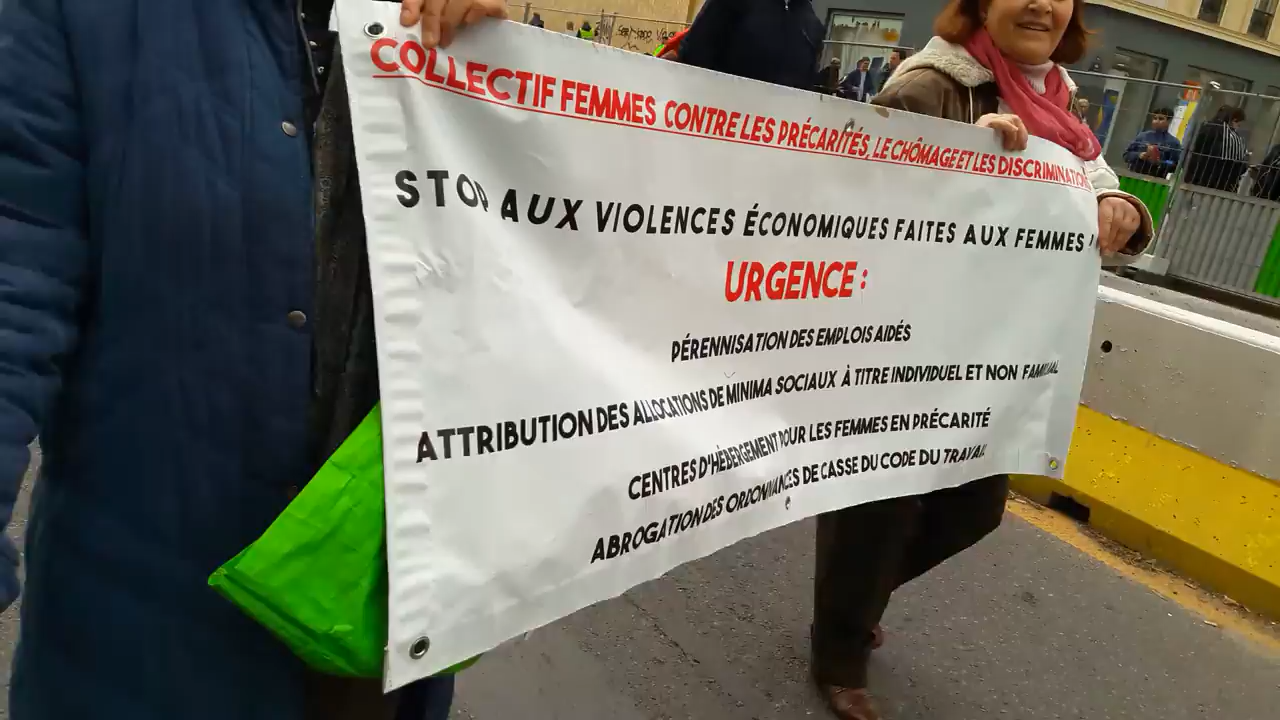 COLLECTIF FEMMES CONTRE LES PRÉCARITÉS, LE CHÔMAGE ET LES DISCRIMINATIONS
STOP AUX VIOLENCES ÉCONOMIQUES FAITES AUX FEMMES !
URGENCE :
PÉRENNISATION DES EMPLOIS AIDÉS
ATTRIBUTION DES ALLOCATIONS DE MINIMA SOCIAUX À TITRE INDIVIDUEL ET NON FAMILIAL
CENTRES D'HÉBERGEMENT POUR LES FEMMES EN PRÉCARITÉ
ABROGATION DES ORDONNANCES DE CASSE DU CODE DU TRAVAIL